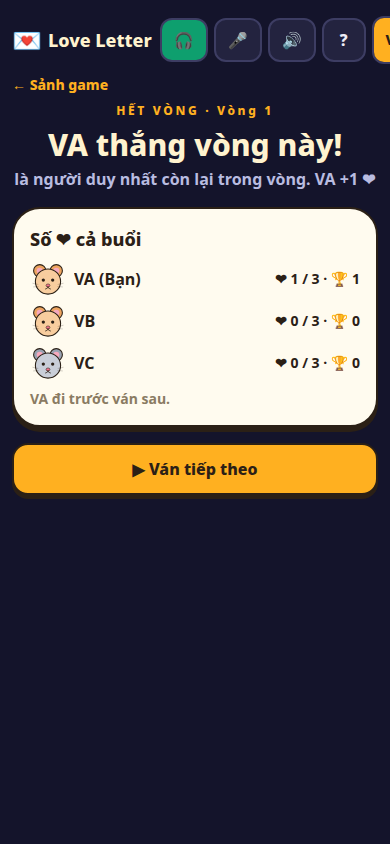 💌 Love Letter 🎧 🎤 🔊 ?
← Sảnh game
HẾT VÒNG · Vòng 1
VA thắng vòng này!
là người duy nhất còn lại trong vòng. VA +1 ❤
Số ❤ cả buổi
VA (Bạn) ❤ 1 / 3 · 🏆 1
VB ❤ 0 / 3 · 🏆 0
VC ❤ 0 / 3 · 🏆 0
VA đi trước ván sau.
▶ Ván tiếp theo